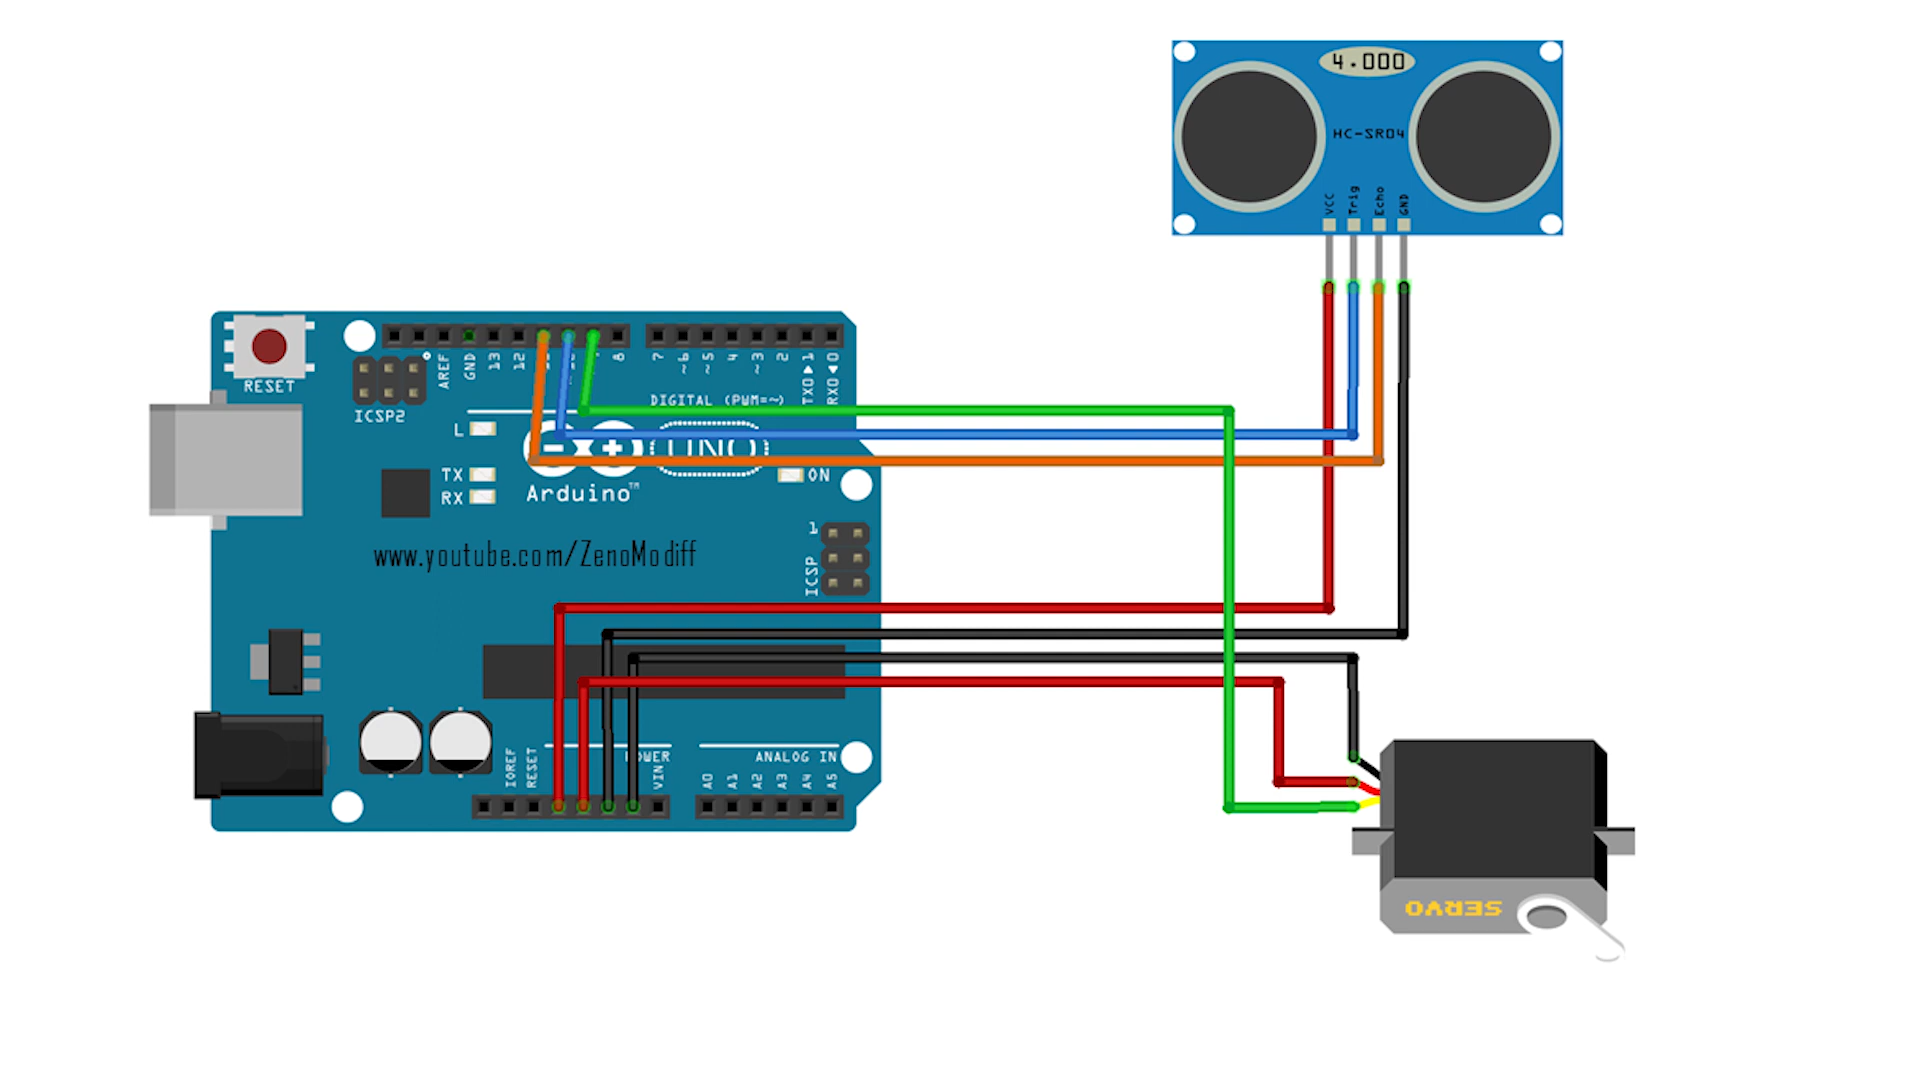 4.000
HC-SR04
VCC Trig Echo GND
RESET
ICSP2
AREF GND 13 12 8 7 ~6 ~5 4 ~3 2 TX0▶1 RX0◀0
DIGITAL (PWM=~)
L
UNO
TX
RX
ON
Arduino™
1
ICSP
www.youtube.com/ZenoModiff
IOREF RESET VIN
ANALOG IN
A0 A1 A2 A3 A4 A5
SERVO